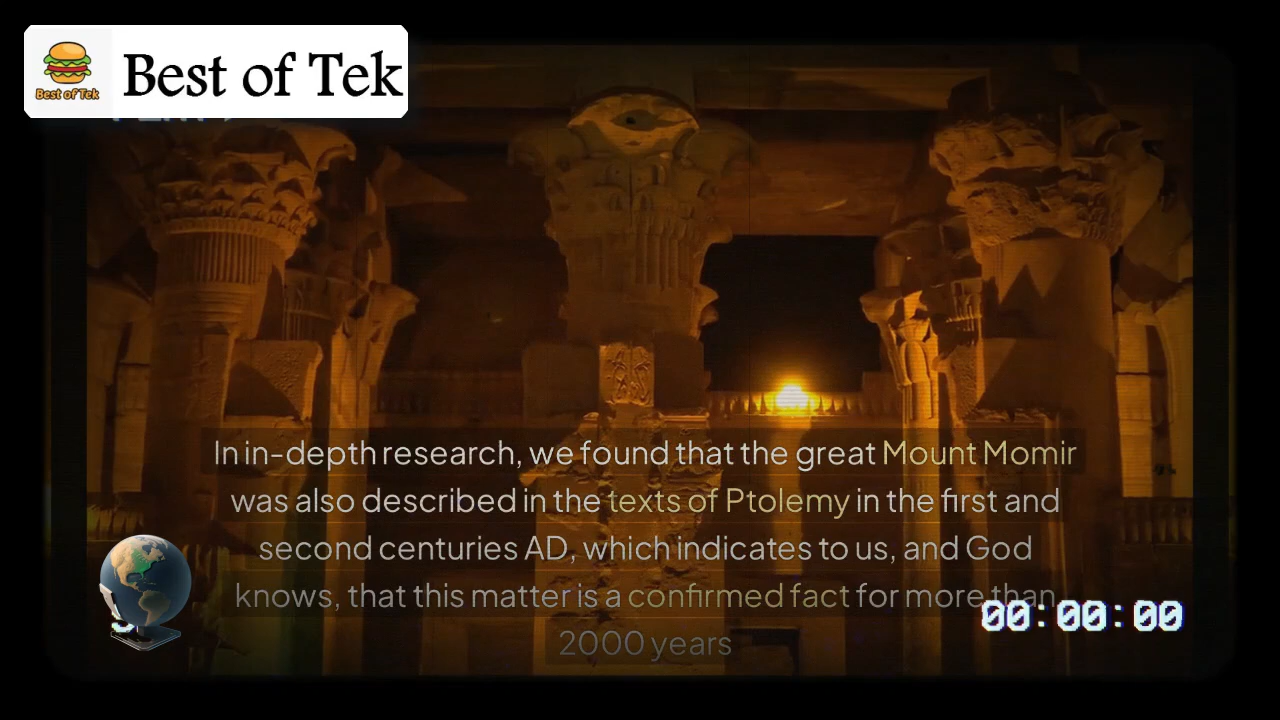 Best of Tek
Best of Tek
In in-depth research, we found that the great Mount Momir
was also described in the texts of Ptolemy in the first and
second centuries AD, which indicates to us, and God
knows, that this matter is a confirmed fact for more than
2000 years
00:00:00